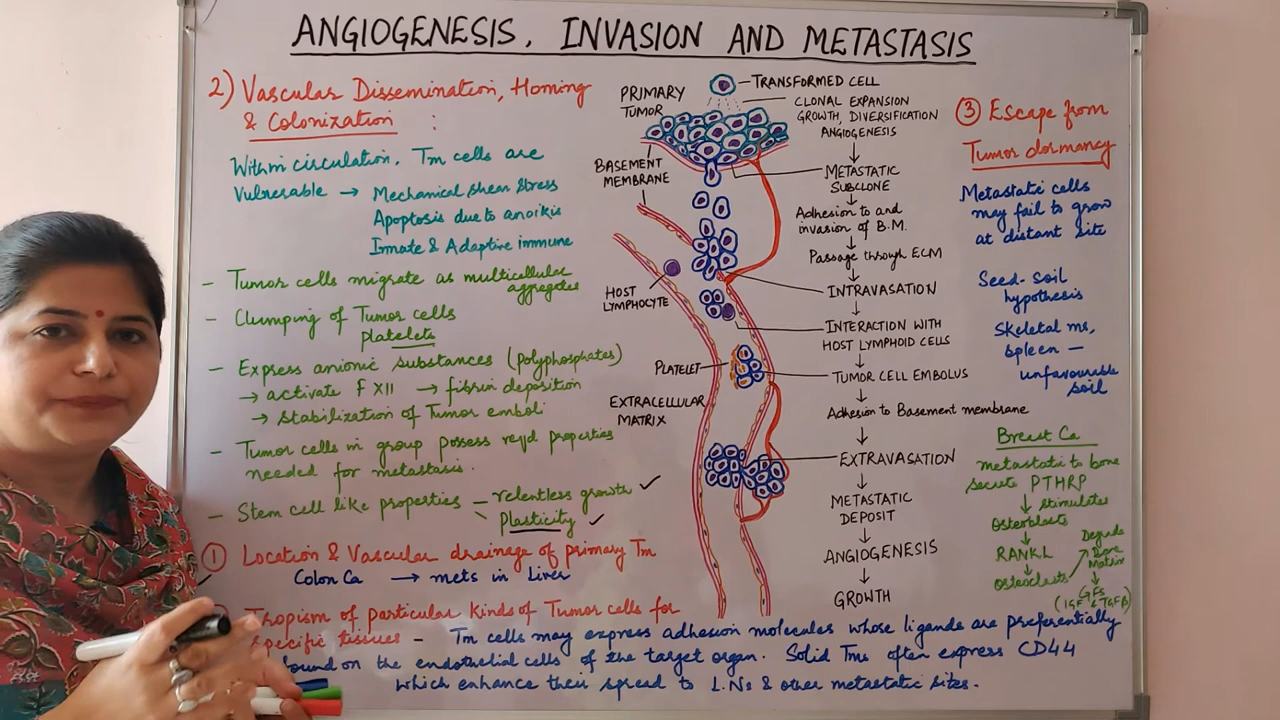 ANGIOGENESIS, INVASION AND METASTASIS
2) Vascular Dissemination, Homing
& Colonization :
Within circulation, Tm cells are
Vulnerable → Mechanical shear stress
Apoptosis due to anoikis
Innate & Adaptive immune
- Tumor cells migrate as multicellular
aggregates
- Clumping of Tumor cells
platelets
- Express anionic substances (polyphosphates)
→ activate F XII → fibrin deposition
→ Stabilization of Tumor emboli
- Tumor cells in group possess reqd properties
needed for metastasis.
- Stem cell like properties - relentless growth ✓
- Plasticity ✓
① Location & Vascular drainage of primary Tm
Colon Ca → mets in Liver
Tropism of particular kinds of Tumor cells for
specific tissues - Tm cells may express adhesion molecules whose ligands are preferentially
found on the endothelial cells of the target organ. Solid Tms often express CD44
which enhance their spread to L.Ns & other metastatic sites.
PRIMARY
TUMOR
BASEMENT
MEMBRANE
HOST
LYMPHOCYTE
PLATELET
EXTRACELLULAR
MATRIX
TRANSFORMED CELL
CLONAL EXPANSION
GROWTH, DIVERSIFICATION
ANGIOGENESIS
↓
METASTATIC
SUBCLONE
↓
Adhesion to and
invasion of B.M.
↓
Passage through ECM
↓
INTRAVASATION
↓
INTERACTION WITH
HOST LYMPHOID CELLS
↓
TUMOR CELL EMBOLUS
↓
Adhesion to Basement membrane
↓
EXTRAVASATION
↓
METASTATIC
DEPOSIT
↓
ANGIOGENESIS
↓
GROWTH
③ Escape from
Tumor dormancy
Metastatic cells
may fail to grow
at distant site
Seed-soil
hypothesis
Skeletal ms,
spleen -
unfavourable
soil
Breast Ca
metastatic to bone
secrete PTHRP
↓ stimulates
Osteoblasts
↓
RANKL
↓
Osteoclasts ↗ Degrade
Bone
Matrix
↓
GFs
(IGF & TGFβ)